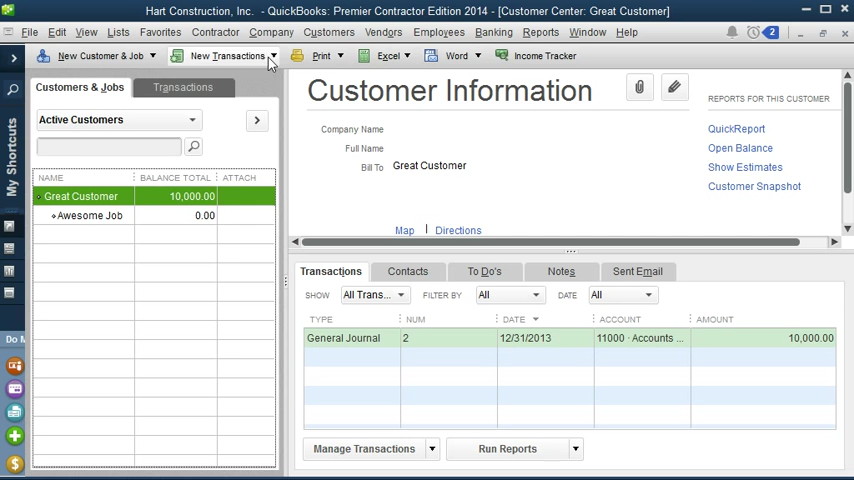 Hart Construction, Inc. - QuickBooks: Premier Contractor Edition 2014 - [Customer Center: Great Customer]
File Edit View Lists Favorites Contractor Company Customers Vendors Employees Banking Reports Window Help 2
New Customer & Job New Transactions Print Excel Word Income Tracker
Customers & Jobs Transactions
Active Customers
NAME BALANCE TOTAL ATTACH
Great Customer 10,000.00
Awesome Job 0.00
My Shortcuts
Do M
Customer Information
Company Name
Full Name
Bill To Great Customer
Map | Directions
REPORTS FOR THIS CUSTOMER
QuickReport
Open Balance
Show Estimates
Customer Snapshot
Transactions Contacts To Do's Notes Sent Email
SHOW All Trans... FILTER BY All DATE All
TYPE NUM DATE ACCOUNT AMOUNT
General Journal 2 12/31/2013 11000 · Accounts ... 10,000.00
Manage Transactions Run Reports